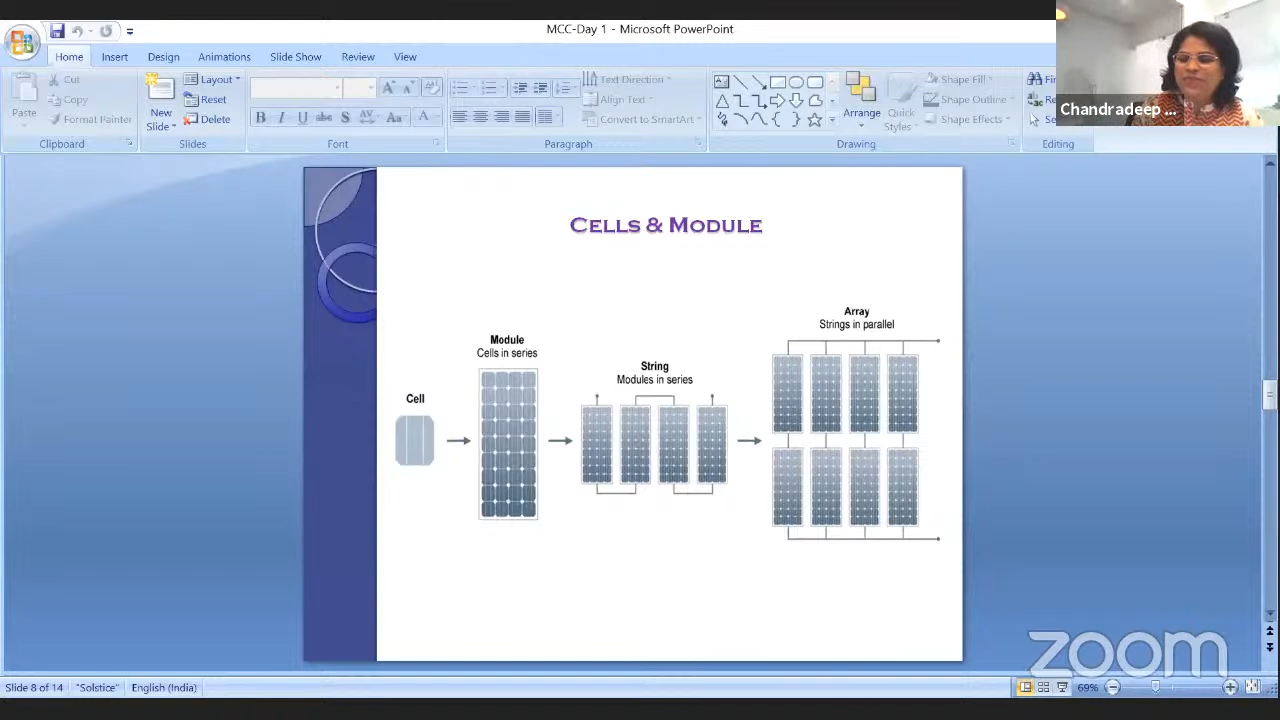 MCC-Day 1 - Microsoft PowerPoint
Home Insert Design Animations Slide Show Review View
Paste
Cut
Copy
Format Painter
Clipboard
New
Slide
Layout
Reset
Delete
Slides
B I U abc S AV Aa A
Font
Text Direction
Align Text
Convert to SmartArt
Paragraph
Arrange
Quick
Styles
Shape Fill
Shape Outline
Shape Effects
Drawing
Editing
Chandradeep ...
CELLS & MODULE
Cell
Module
Cells in series
String
Modules in series
Array
Strings in parallel
zoom
Slide 8 of 14 "Solstice" English (India) 69%